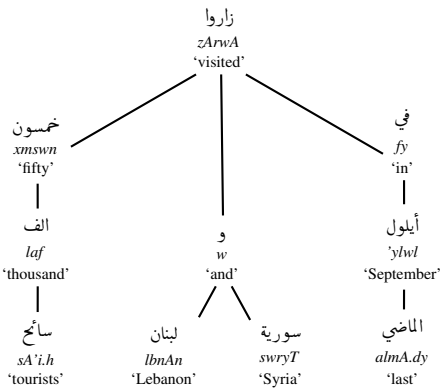 زاروا
zArwA
‘visited’
خمسون
xmswn
‘fifty’
في
fy
‘in’
الف
laf
‘thousand’
و
w
‘and’
أيلول
'ylwl
‘September’
سائح
sA'i.h
‘tourists’
لبنان
lbnAn
‘Lebanon’
سورية
swryT
‘Syria’
الماضي
almA.dy
‘last’